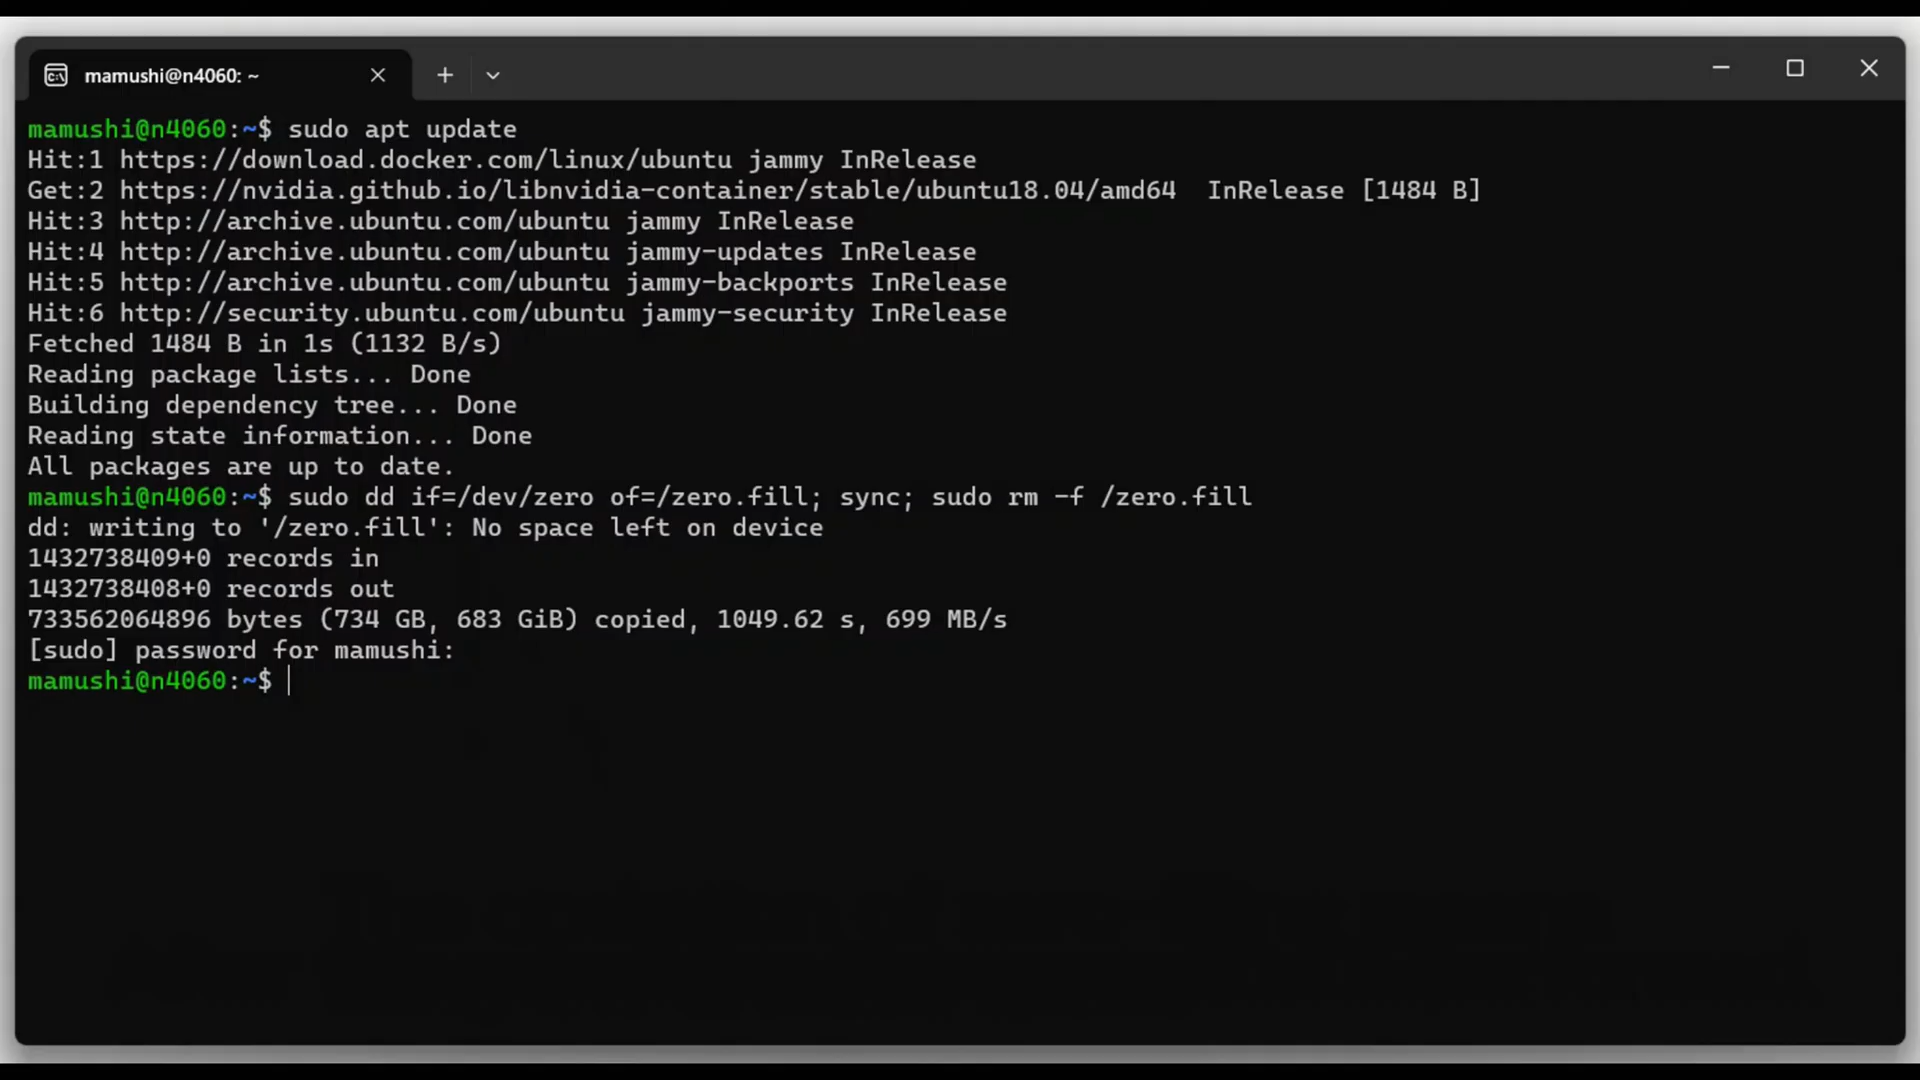 mamushi@n4060: ~
mamushi@n4060:~$ sudo apt update
Hit:1 https://download.docker.com/linux/ubuntu jammy InRelease
Get:2 https://nvidia.github.io/libnvidia-container/stable/ubuntu18.04/amd64  InRelease [1484 B]
Hit:3 http://archive.ubuntu.com/ubuntu jammy InRelease
Hit:4 http://archive.ubuntu.com/ubuntu jammy-updates InRelease
Hit:5 http://archive.ubuntu.com/ubuntu jammy-backports InRelease
Hit:6 http://security.ubuntu.com/ubuntu jammy-security InRelease
Fetched 1484 B in 1s (1132 B/s)
Reading package lists... Done
Building dependency tree... Done
Reading state information... Done
All packages are up to date.
mamushi@n4060:~$ sudo dd if=/dev/zero of=/zero.fill; sync; sudo rm -f /zero.fill
dd: writing to '/zero.fill': No space left on device
1432738409+0 records in
1432738408+0 records out
733562064896 bytes (734 GB, 683 GiB) copied, 1049.62 s, 699 MB/s
[sudo] password for mamushi:
mamushi@n4060:~$